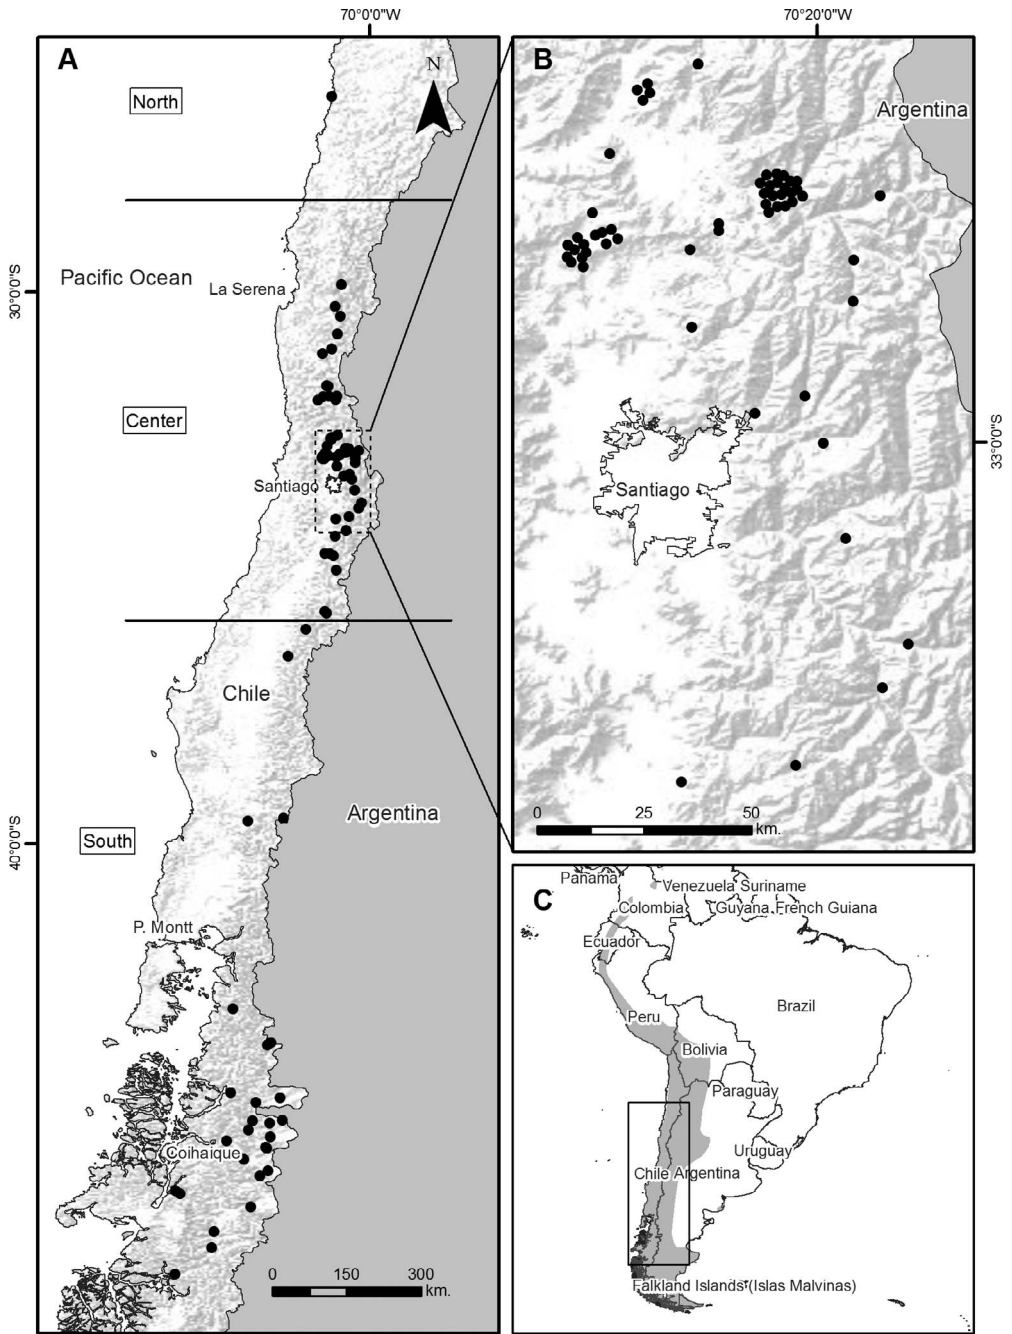 70°0'0"W
70°20'0"W
A
N
North
Pacific Ocean
La Serena
30°0'0"S
Center
Santiago
Chile
Argentina
South
40°0'0"S
P. Montt
Coihaique
0 150 300
km.
B
Argentina
33°0'0"S
Santiago
0 25 50
km.
C
Panama
Venezuela Suriname
Colombia Guyana French Guiana
Ecuador
Peru
Brazil
Bolivia
Paraguay
Uruguay
Chile Argentina
Falkland Islands (Islas Malvinas)